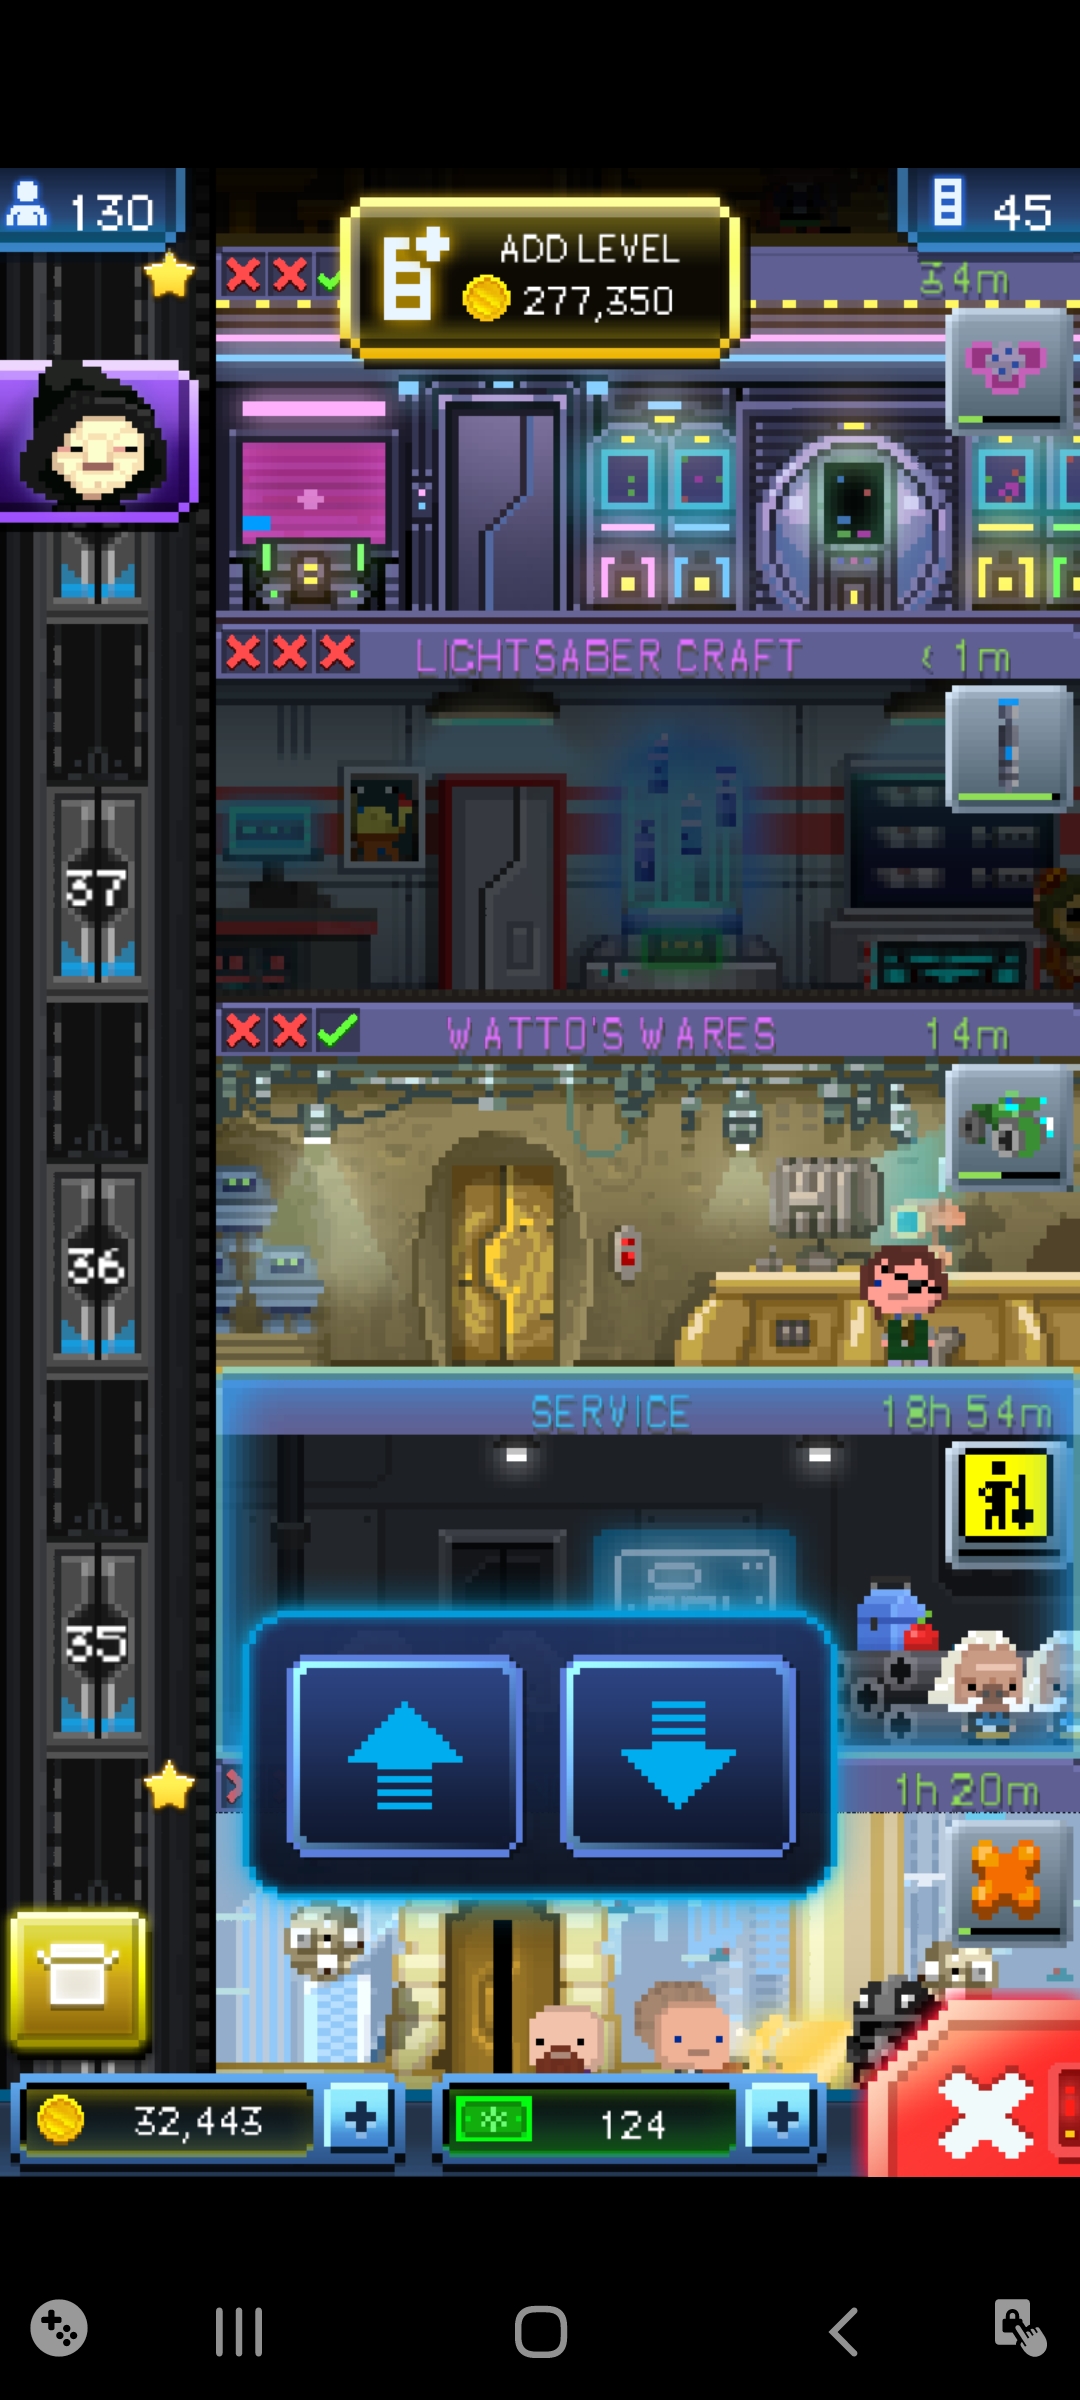 130
ADD LEVEL
277,350
45
34m
LIGHTSABER CRAFT
< 1m
37
WATTO'S WARES
14m
36
SERVICE
18h 54m
35
1h 20m
32,443
124